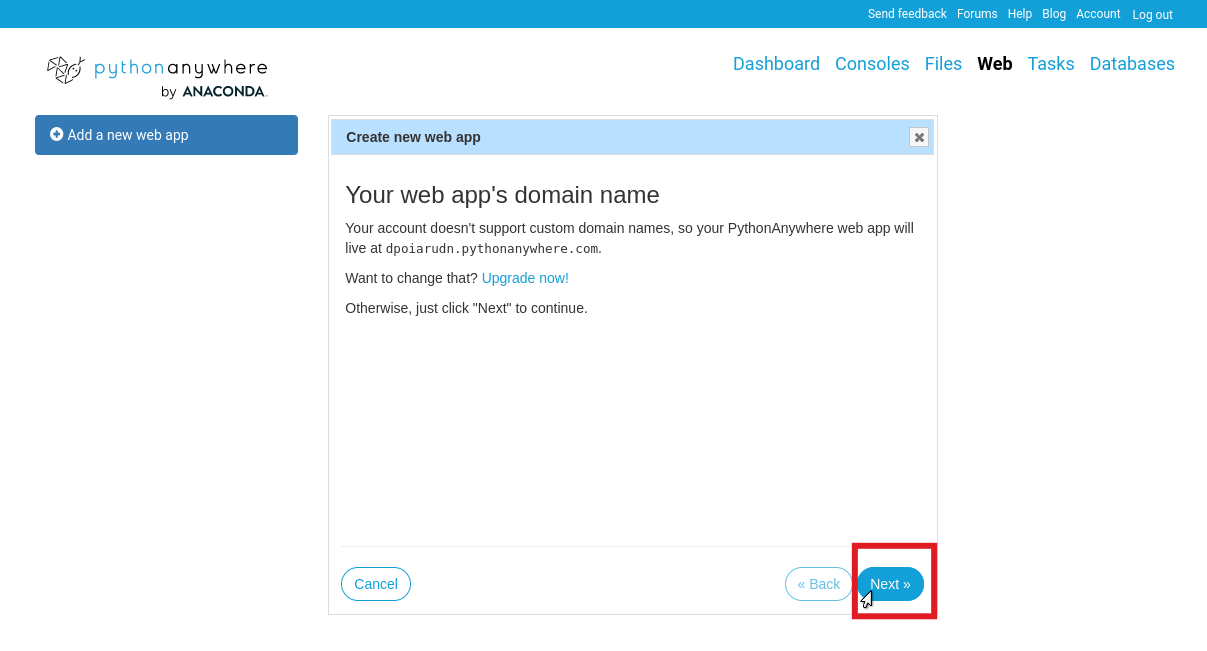 Send feedback Forums Help Blog Account Log out
pythonanywhere
by ANACONDA.
Dashboard Consoles Files Web Tasks Databases
Add a new web app
Create new web app
Your web app's domain name
Your account doesn't support custom domain names, so your PythonAnywhere web app will
live at dpoiarudn.pythonanywhere.com.
Want to change that? Upgrade now!
Otherwise, just click "Next" to continue.
Cancel « Back Next »